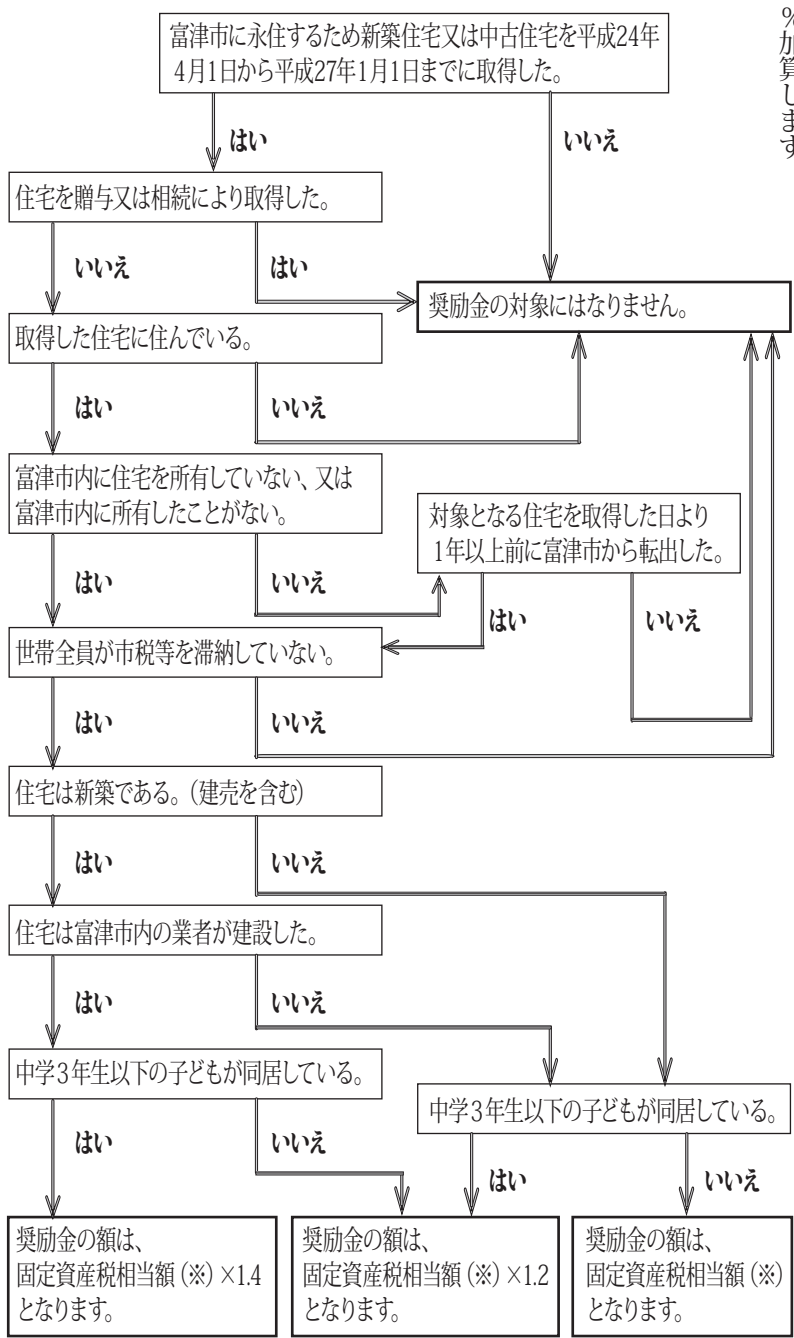 富津市に永住するため新築住宅又は中古住宅を平成24年
4月1日から平成27年1月1日までに取得した。
%加算します
はい
いいえ
住宅を贈与又は相続により取得した。
いいえ
はい
奨励金の対象にはなりません。
取得した住宅に住んでいる。
はい
いいえ
富津市内に住宅を所有していない、又は
富津市内に所有したことがない。
対象となる住宅を取得した日より
1年以上前に富津市から転出した。
はい
いいえ
はい
いいえ
世帯全員が市税等を滞納していない。
はい
いいえ
住宅は新築である。(建売を含む)
はい
いいえ
住宅は富津市内の業者が建設した。
はい
いいえ
中学3年生以下の子どもが同居している。
中学3年生以下の子どもが同居している。
はい
いいえ
はい
いいえ
奨励金の額は、
固定資産税相当額(※)×1.4
となります。
奨励金の額は、
固定資産税相当額(※)×1.2
となります。
奨励金の額は、
固定資産税相当額(※)
となります。